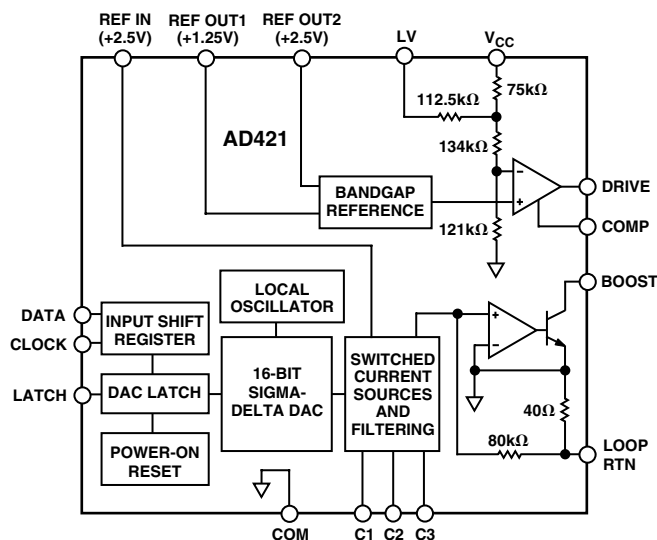 REF IN
(+2.5V)
REF OUT1
(+1.25V)
REF OUT2
(+2.5V)
LV
VCC
75kΩ
112.5kΩ
AD421
134kΩ
BANDGAP
REFERENCE
–
+
DRIVE
COMP
121kΩ
BOOST
LOCAL
OSCILLATOR
DATA
CLOCK
INPUT SHIFT
REGISTER
+
–
LATCH
DAC LATCH
16-BIT
SIGMA-
DELTA DAC
SWITCHED
CURRENT
SOURCES
AND
FILTERING
40Ω
POWER-ON
RESET
80kΩ
LOOP
RTN
COM
C1
C2
C3